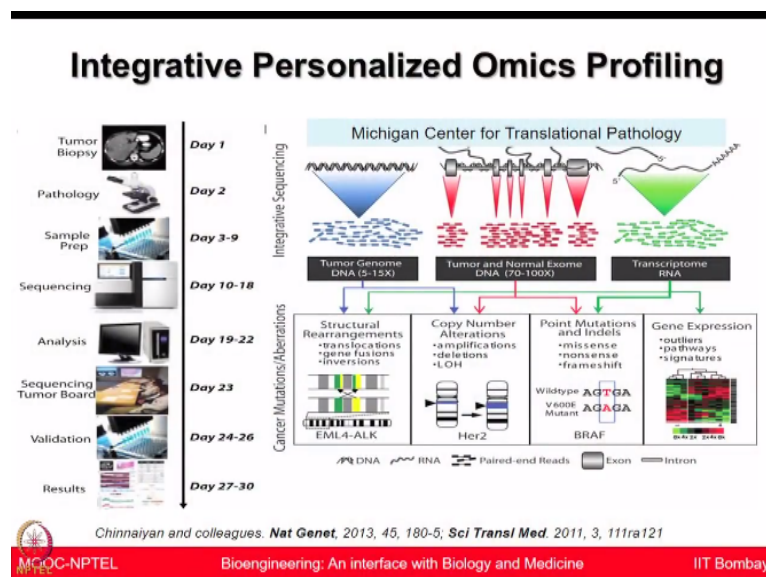 Integrative Personalized Omics Profiling
Tumor
Biopsy
Day 1
Pathology
Day 2
Sample
Prep
Day 3-9
Sequencing
Day 10-18
Analysis
Day 19-22
Sequencing
Tumor Board
Day 23
Validation
Day 24-26
Results
Day 27-30
Michigan Center for Translational Pathology
Integrative Sequencing
5'
5'
AAAAAA
Tumor Genome
DNA (5-15X)
Tumor and Normal Exome
DNA (70-100X)
Transcriptome
RNA
Cancer Mutations/Aberrations
Structural
Rearrangements
•translocations
•gene fusions
•inversions
EML4-ALK
Copy Number
Alterations
•amplifications
•deletions
•LOH
Her2
Point Mutations
and Indels
•missense
•nonsense
•frameshift
Wildtype AGTGA
V600E
Mutant AGAGA
BRAF
Gene Expression
•outliers
•pathways
•signatures
DNA RNA Paired-end Reads Exon Intron
Chinnaiyan and colleagues. Nat Genet, 2013, 45, 180-5; Sci Transl Med. 2011, 3, 111ra121
NPTEL
MOOC-NPTEL Bioengineering: An interface with Biology and Medicine IIT Bombay